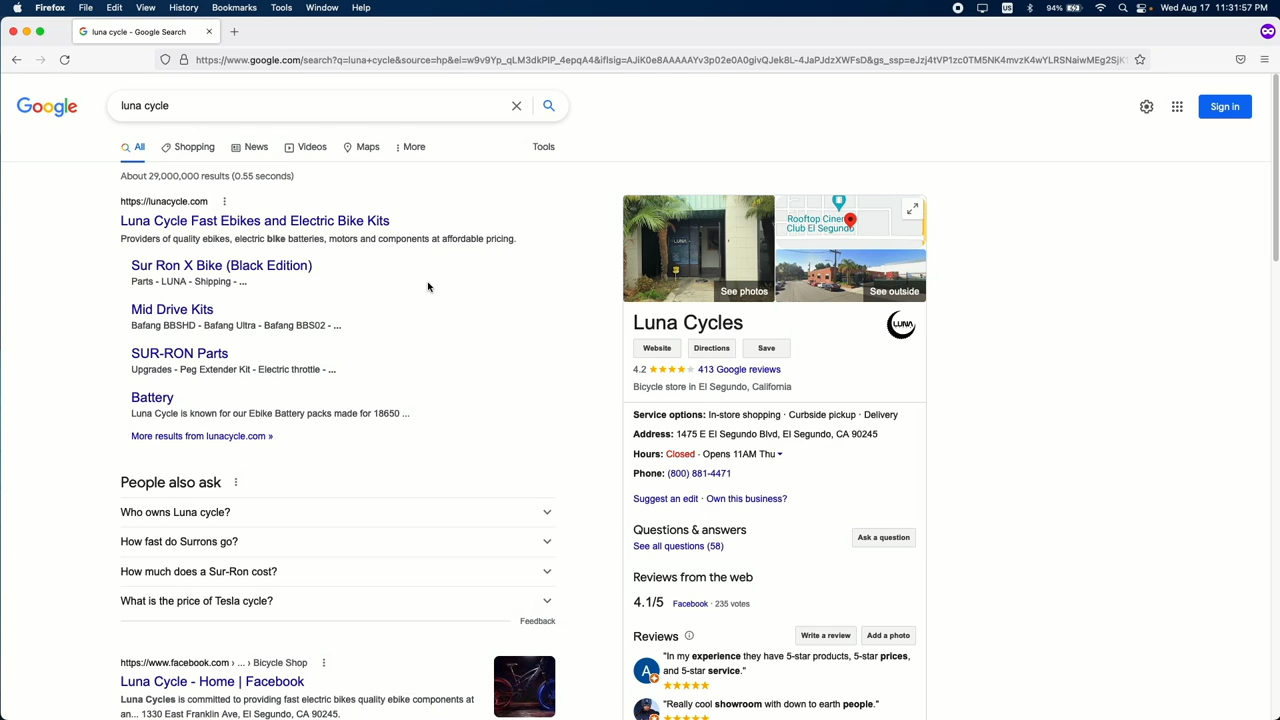 Firefox File Edit View History Bookmarks Tools Window Help
US 94% Wed Aug 17 11:31:57 PM
luna cycle - Google Search
https://www.google.com/search?q=luna+cycle&source=hp&ei=w9v9Yp_qLM3dkPIP_4epqA4&iflsig=AJiK0e8AAAAAYv3p02e0A0givQJek8L-4JaPJdzXWFsD&gs_ssp=eJzj4tVP1zc0TM5NK4mvzK4wYLRSNaiwMEg2SjK1
Google
luna cycle
Sign in
All Shopping News Videos Maps More Tools
About 29,000,000 results (0.55 seconds)
https://lunacycle.com
Luna Cycle Fast Ebikes and Electric Bike Kits
Providers of quality ebikes, electric bike batteries, motors and components at affordable pricing.
Sur Ron X Bike (Black Edition)
Parts - LUNA - Shipping - ...
Mid Drive Kits
Bafang BBSHD - Bafang Ultra - Bafang BBS02 - ...
SUR-RON Parts
Upgrades - Peg Extender Kit - Electric throttle - ...
Battery
Luna Cycle is known for our Ebike Battery packs made for 18650 ...
More results from lunacycle.com »
People also ask
Who owns Luna cycle?
How fast do Surrons go?
How much does a Sur-Ron cost?
What is the price of Tesla cycle?
Feedback
https://www.facebook.com › ... › Bicycle Shop
Luna Cycle - Home | Facebook
Luna Cycles is committed to providing fast electric bikes quality ebike components at
an... 1330 East Franklin Ave, El Segundo, CA 90245.
LUNA
See photos
Rooftop Cinema
Club El Segundo
See outside
Luna Cycles
LUNA
Website Directions Save
4.2 413 Google reviews
Bicycle store in El Segundo, California
Service options: In-store shopping · Curbside pickup · Delivery
Address: 1475 E El Segundo Blvd, El Segundo, CA 90245
Hours: Closed · Opens 11AM Thu
Phone: (800) 881-4471
Suggest an edit · Own this business?
Questions & answers
See all questions (58)
Ask a question
Reviews from the web
4.1/5 Facebook · 235 votes
Reviews
Write a review Add a photo
A
"In my experience they have 5-star products, 5-star prices,
and 5-star service."
"Really cool showroom with down to earth people."